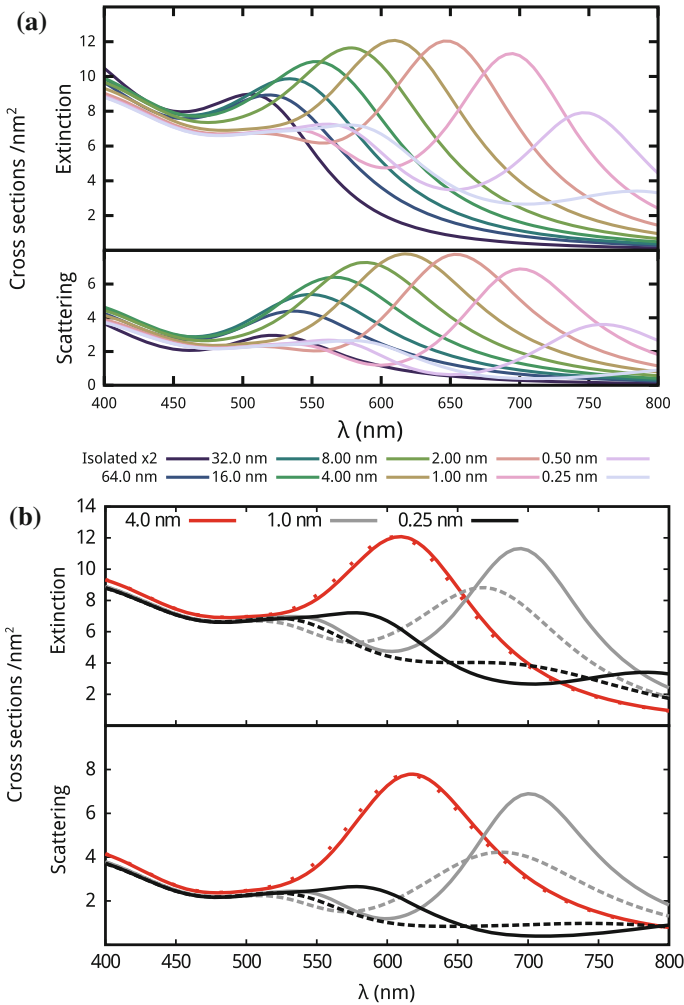 (a)
14
12
10
8
6
4
2
Extinction
Cross sections /nm²
6
4
2
0
Scattering
400 450 500 550 600 650 700 750 800
λ (nm)
Isolated x2 32.0 nm 8.00 nm 2.00 nm 0.50 nm
64.0 nm 16.0 nm 4.00 nm 1.00 nm 0.25 nm
(b)
14
12
10
8
6
4
2
4.0 nm 1.0 nm 0.25 nm
Extinction
Cross sections /nm²
8
6
4
2
Scattering
400 450 500 550 600 650 700 750 800
λ (nm)